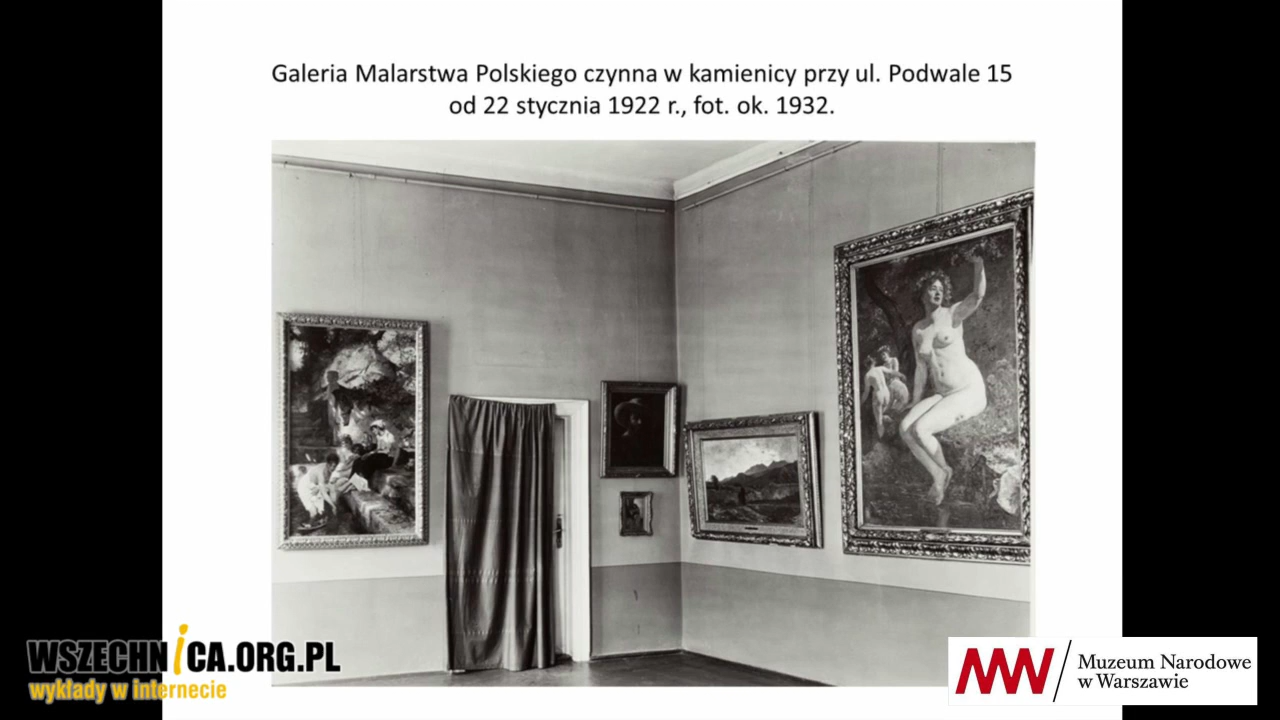 Galeria Malarstwa Polskiego czynna w kamienicy przy ul. Podwale 15
od 22 stycznia 1922 r., fot. ok. 1932.
WSZECHNiCA.ORG.PL
wykłady w internecie
MNW
Muzeum Narodowe
w Warszawie